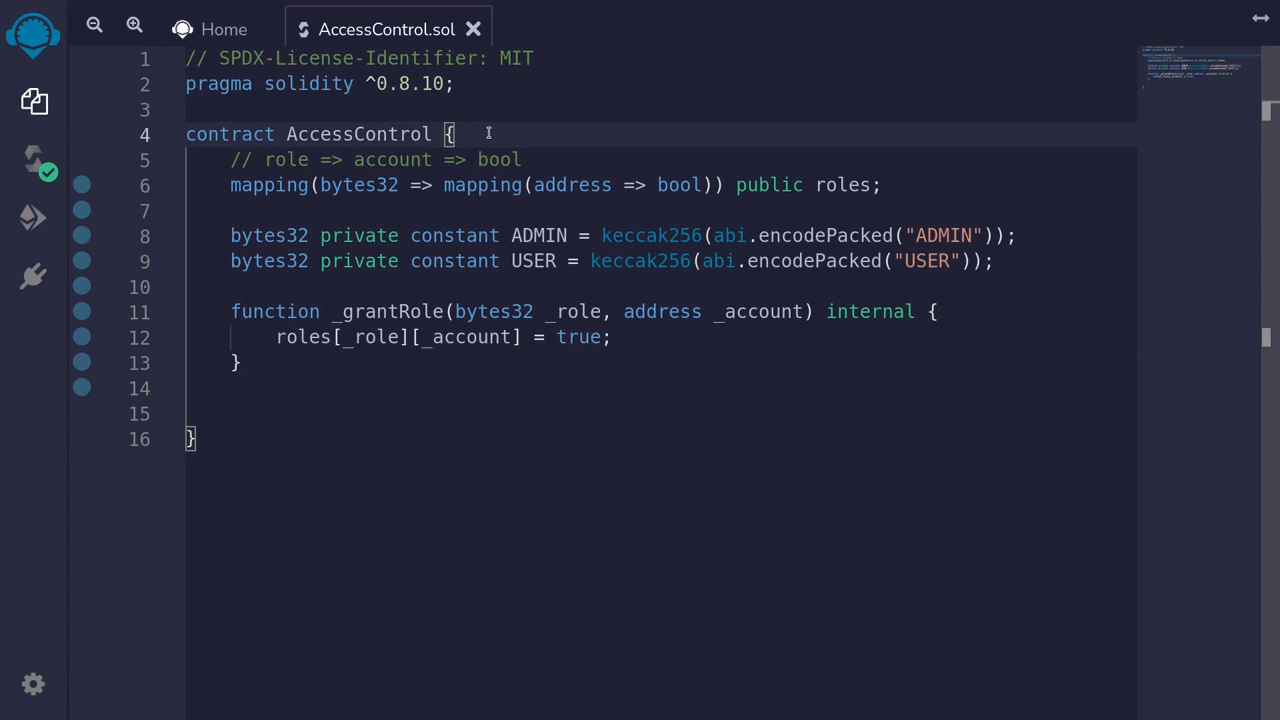 Home
AccessControl.sol
1 // SPDX-License-Identifier: MIT
2 pragma solidity ^0.8.10;
3
4 contract AccessControl {
5     // role => account => bool
6     mapping(bytes32 => mapping(address => bool)) public roles;
7
8     bytes32 private constant ADMIN = keccak256(abi.encodePacked("ADMIN"));
9     bytes32 private constant USER = keccak256(abi.encodePacked("USER"));
10
11     function _grantRole(bytes32 _role, address _account) internal {
12         roles[_role][_account] = true;
13     }
14
15
16 }